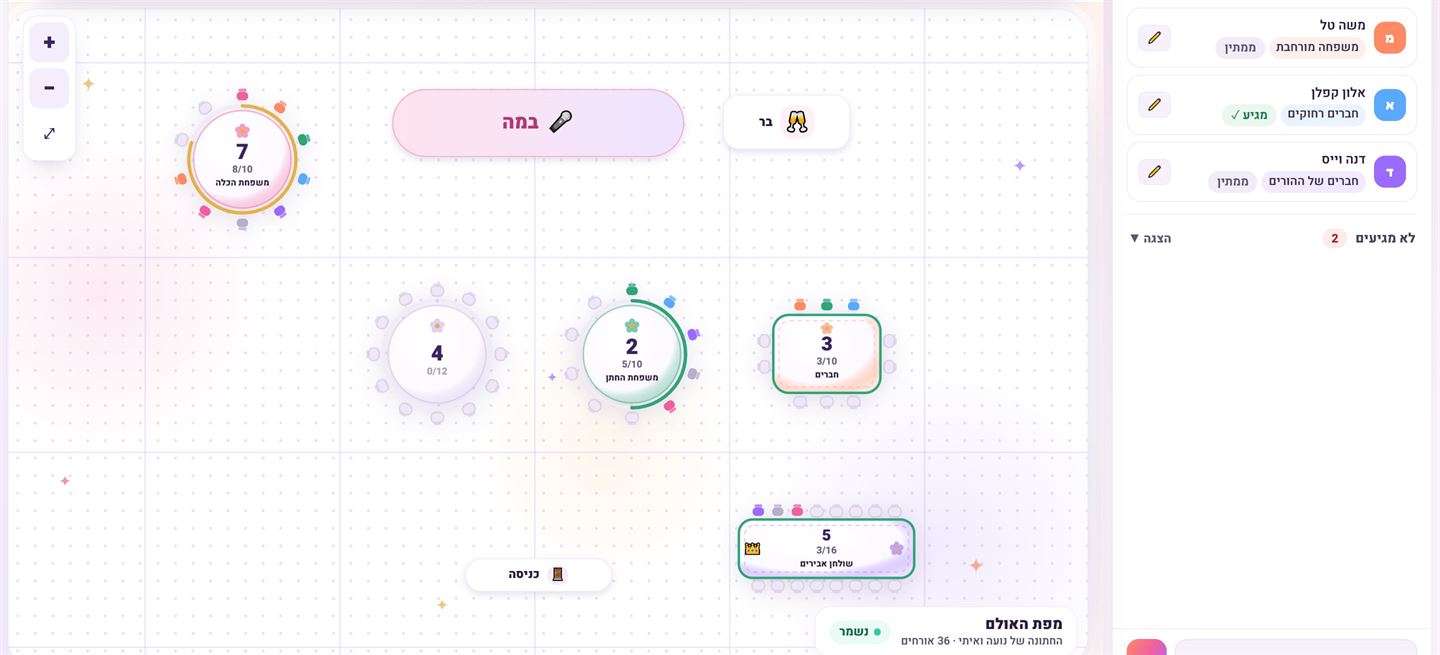 משה טל
משפחה מורחבת
ממתין
מ
אלון קפלן
חברים רחוקים
מגיע ✓
א
דנה וייס
חברים של ההורים
ממתין
ד
לא מגיעים 2
הצגה ▼
+
−
בר
במה
7
8/10
משפחת הכלה
3
3/10
חברים
2
5/10
משפחת החתן
4
0/12
5
3/16
שולחן אבירים
כניסה
מפת האולם
החתונה של נועה ואיתי · 36 אורחים
נשמר